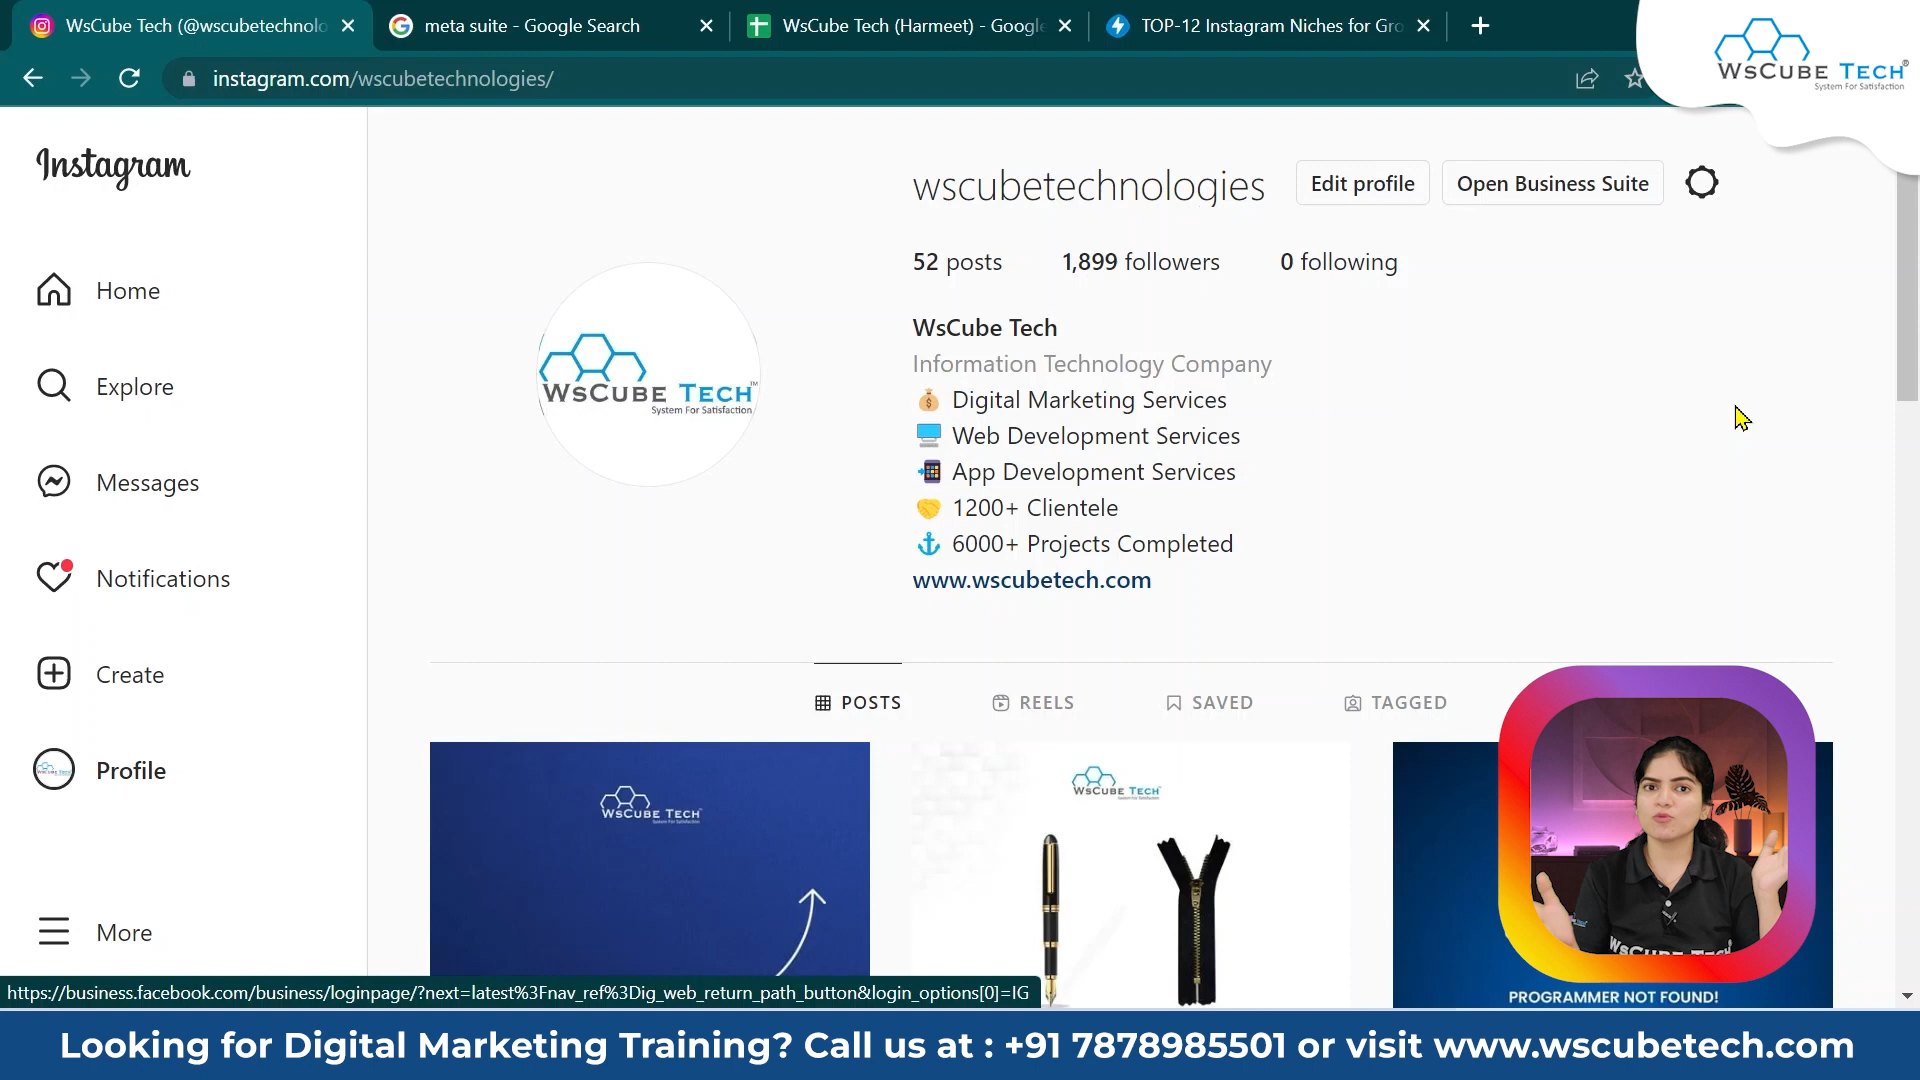 WsCube Tech (@wscubetechnolo
meta suite - Google Search
WsCube Tech (Harmeet) - Google
TOP-12 Instagram Niches for Gro
instagram.com/wscubetechnologies/
WsCube Tech®
System For Satisfaction
Instagram
Home
Explore
Messages
Notifications
Create
Profile
More
wscubetechnologies
Edit profile
Open Business Suite
52 posts
1,899 followers
0 following
WsCube Tech
Information Technology Company
Digital Marketing Services
Web Development Services
App Development Services
1200+ Clientele
6000+ Projects Completed
www.wscubetech.com
WsCube Tech™
System For Satisfaction
POSTS
REELS
SAVED
TAGGED
WsCube Tech
WsCube Tech
PROGRAMMER NOT FOUND!
https://business.facebook.com/business/loginpage/?next=latest%3Fnav_ref%3Dig_web_return_path_button&login_options[0]=IG
Looking for Digital Marketing Training? Call us at : +91 7878985501 or visit www.wscubetech.com